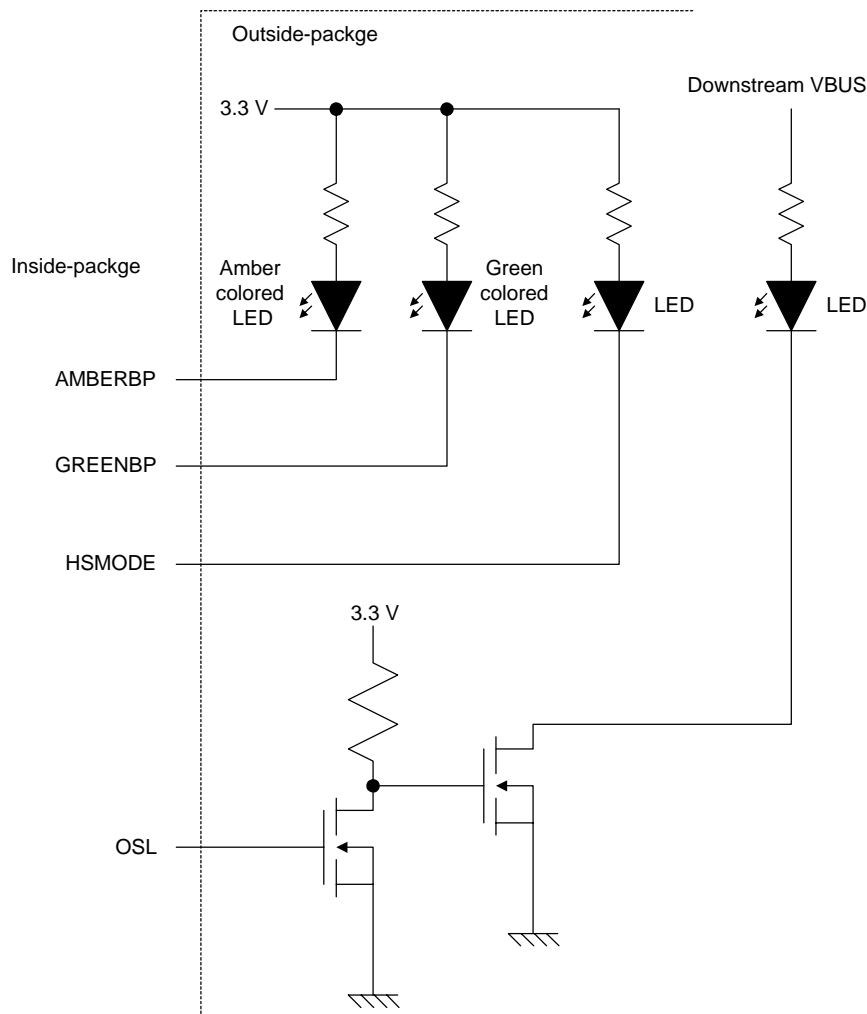 Outside-packge
Downstream VBUS
3.3 V
Inside-packge
Amber
colored
LED
Green
colored
LED
LED
LED
AMBERBP
GREENBP
HSMODE
3.3 V
OSL